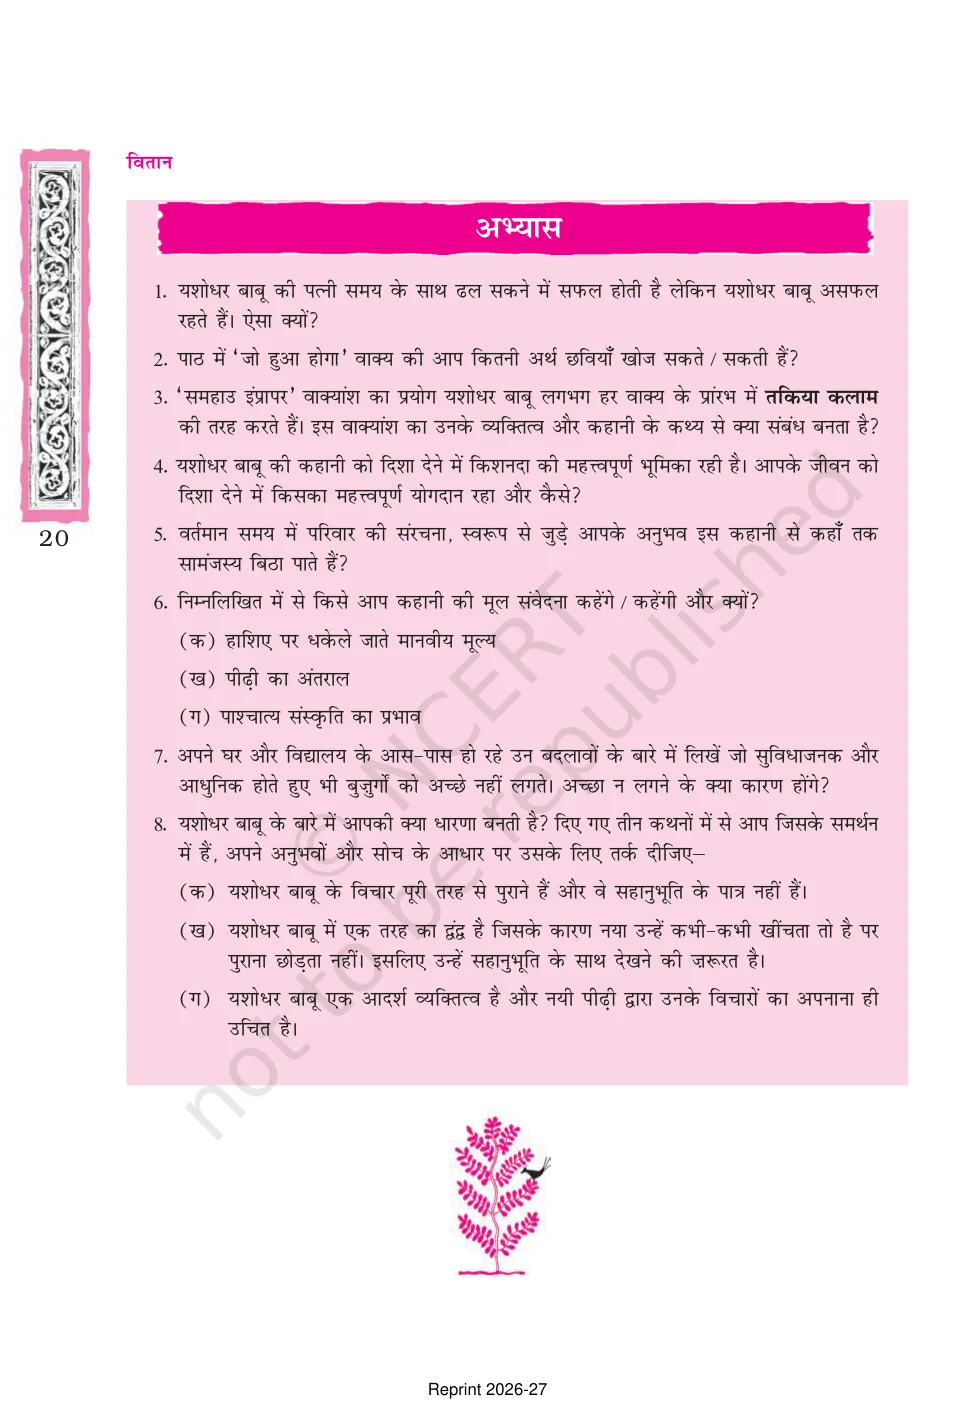 वितान
अभ्यास
1. यशोधर बाबू की पत्नी समय के साथ ढल सकने में सफल होती है लेकिन यशोधर बाबू असफल
रहते हैं। ऐसा क्यों?
2. पाठ में ‘जो हुआ होगा’ वाक्य की आप कितनी अर्थ छवियाँ खोज सकते / सकती हैं?
3. ‘समहाउ इंप्रापर’ वाक्यांश का प्रयोग यशोधर बाबू लगभग हर वाक्य के प्रारंभ में तकिया कलाम
की तरह करते हैं। इस वाक्यांश का उनके व्यक्तित्व और कहानी के कथ्य से क्या संबंध बनता है?
4. यशोधर बाबू की कहानी को दिशा देने में किशनदा की महत्त्वपूर्ण भूमिका रही है। आपके जीवन को
दिशा देने में किसका महत्त्वपूर्ण योगदान रहा और कैसे?
20
5. वर्तमान समय में परिवार की संरचना, स्वरूप से जुड़े आपके अनुभव इस कहानी से कहाँ तक
सामंजस्य बिठा पाते हैं?
6. निम्नलिखित में से किसे आप कहानी की मूल संवेदना कहेंगे / कहेंगी और क्यों?
(क) हाशिए पर धकेले जाते मानवीय मूल्य
(ख) पीढ़ी का अंतराल
(ग) पाश्चात्य संस्कृति का प्रभाव
7. अपने घर और विद्यालय के आस-पास हो रहे उन बदलावों के बारे में लिखें जो सुविधाजनक और
आधुनिक होते हुए भी बुज़ुर्गों को अच्छे नहीं लगते। अच्छा न लगने के क्या कारण होंगे?
8. यशोधर बाबू के बारे में आपकी क्या धारणा बनती है? दिए गए तीन कथनों में से आप जिसके समर्थन
में हैं, अपने अनुभवों और सोच के आधार पर उसके लिए तर्क दीजिए–
(क) यशोधर बाबू के विचार पूरी तरह से पुराने हैं और वे सहानुभूति के पात्र नहीं हैं।
(ख) यशोधर बाबू में एक तरह का द्वंद्व है जिसके कारण नया उन्हें कभी-कभी खींचता तो है पर
पुराना छोड़ता नहीं। इसलिए उन्हें सहानुभूति के साथ देखने की ज़रूरत है।
(ग) यशोधर बाबू एक आदर्श व्यक्तित्व है और नयी पीढ़ी द्वारा उनके विचारों का अपनाना ही
उचित है।
© NCERT
not to be republished
Reprint 2026-27